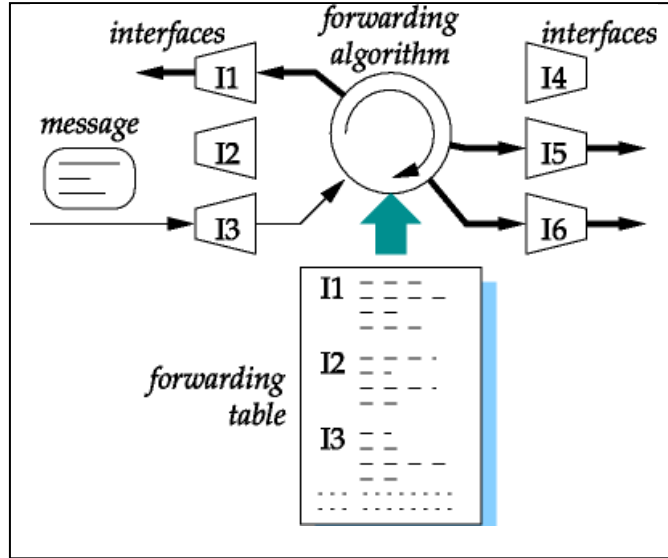 interfaces
forwarding
algorithm
interfaces
I1
I4
message
I2
I5
I3
I6
I1
I2
forwarding
table
I3